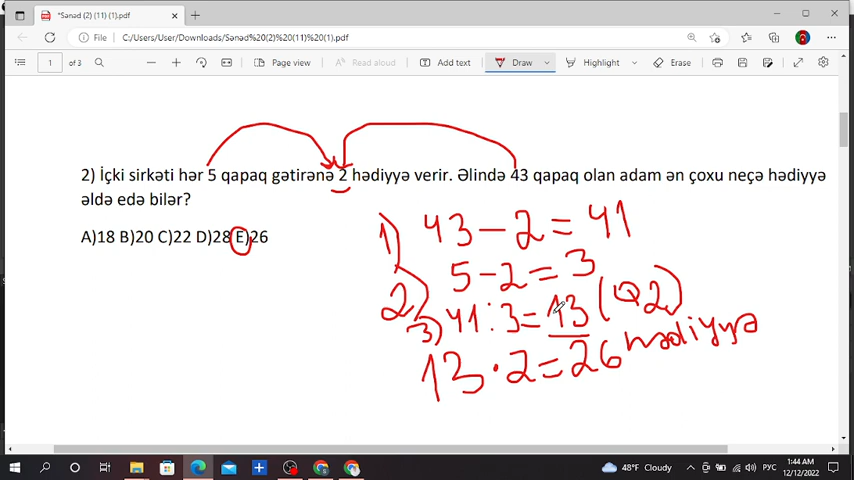 *Sənəd (2) (11) (1).pdf
File C:/Users/User/Downloads/Sənəd%20(2)%20(11)%20(1).pdf
1 of 3 Page view Read aloud Add text Draw Highlight Erase
2) İçki sirkəti hər 5 qapaq gətirənə 2 hədiyyə verir. Əlində 43 qapaq olan adam ən çoxu neçə hədiyyə
əldə edə bilər?
A)18 B)20 C)22 D)28 E)26
1) 43-2=41
2) 5-2=3
3) 41:3=13 (Q2)
13·2=26 hədiyyə
48°F Cloudy РУС 1:44 AM
12/12/2022